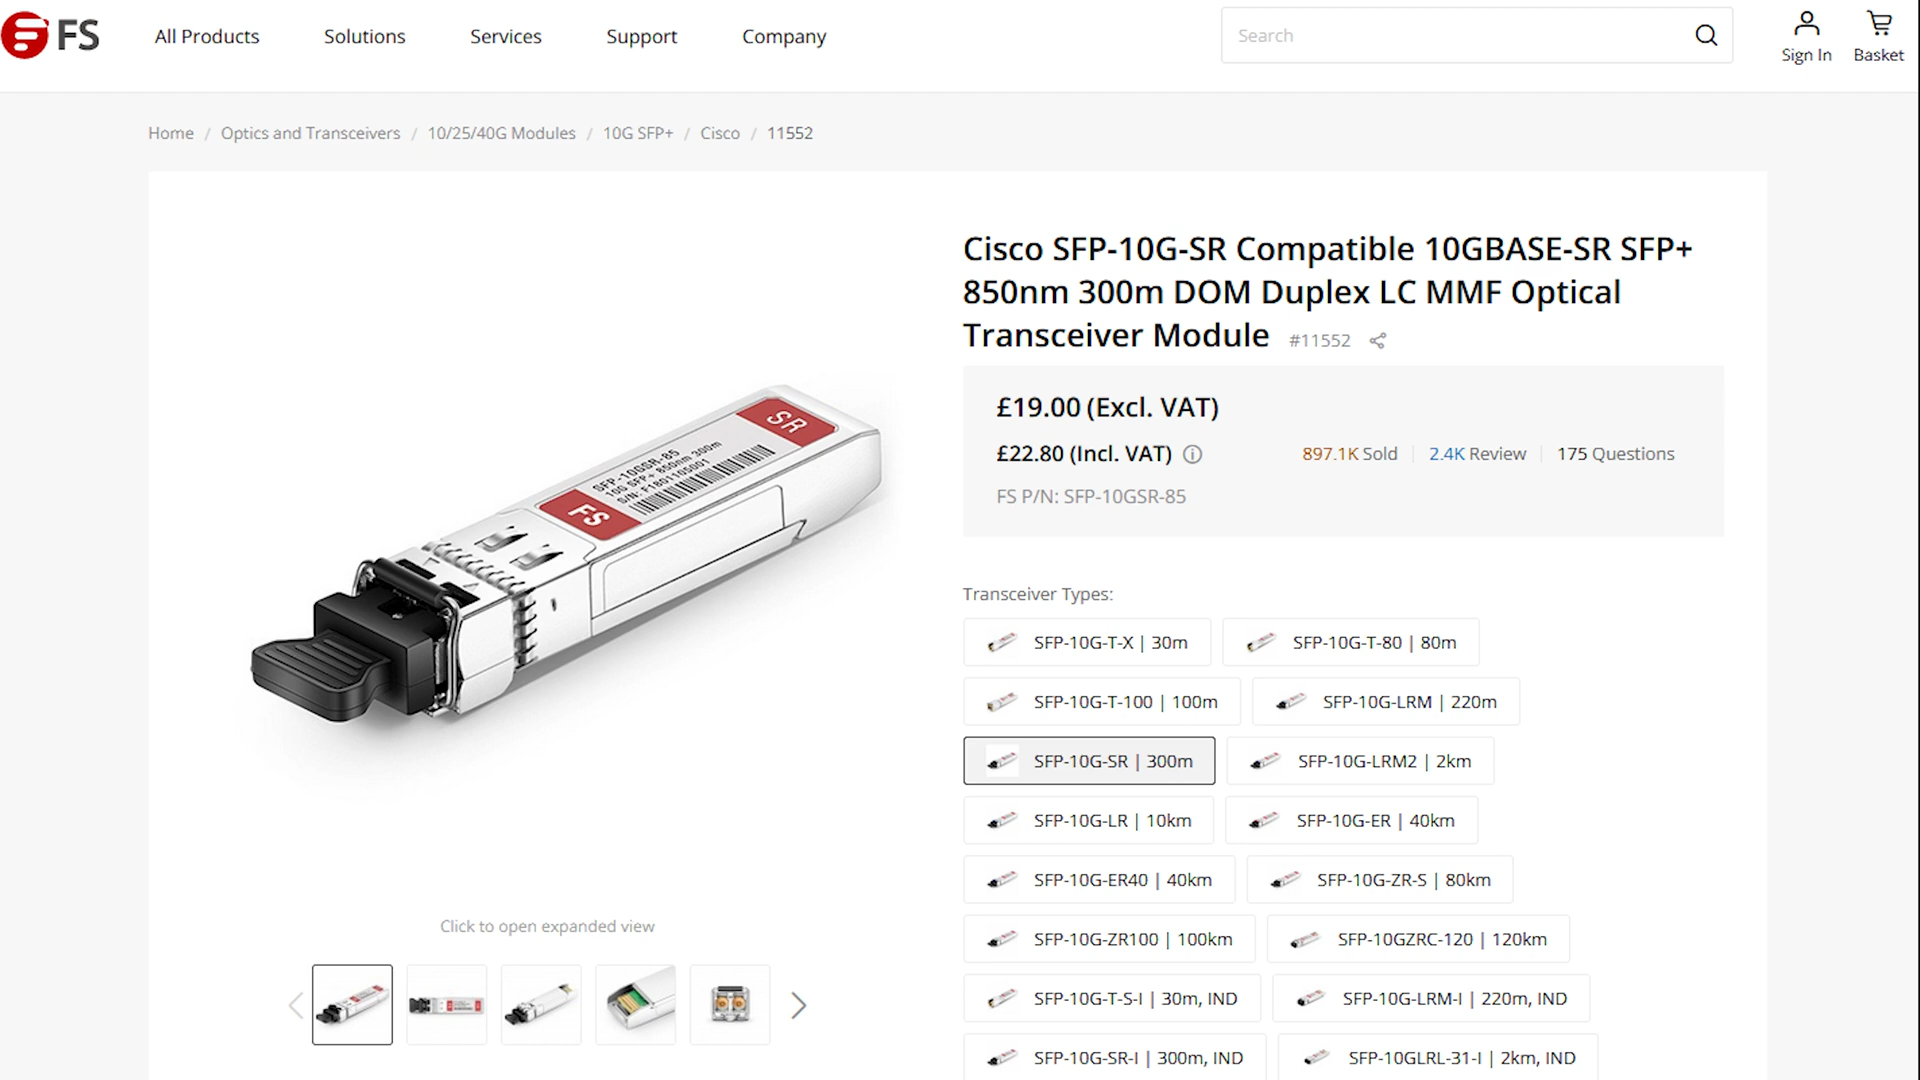 FS
All Products
Solutions
Services
Support
Company
Search
Sign In
Basket
Home / Optics and Transceivers / 10/25/40G Modules / 10G SFP+ / Cisco / 11552
Cisco SFP-10G-SR Compatible 10GBASE-SR SFP+
850nm 300m DOM Duplex LC MMF Optical
Transceiver Module #11552
£19.00 (Excl. VAT)
£22.80 (Incl. VAT)
897.1K Sold
2.4K Review
175 Questions
FS P/N: SFP-10GSR-85
SR
SFP-10GSR-85
10G SFP+ 850nm 300m
S/N: F1801105001
FS
Transceiver Types:
SFP-10G-T-X | 30m
SFP-10G-T-80 | 80m
SFP-10G-T-100 | 100m
SFP-10G-LRM | 220m
SFP-10G-SR | 300m
SFP-10G-LRM2 | 2km
SFP-10G-LR | 10km
SFP-10G-ER | 40km
SFP-10G-ER40 | 40km
SFP-10G-ZR-S | 80km
SFP-10G-ZR100 | 100km
SFP-10GZRC-120 | 120km
SFP-10G-T-S-I | 30m, IND
SFP-10G-LRM-I | 220m, IND
SFP-10G-SR-I | 300m, IND
SFP-10GLRL-31-I | 2km, IND
Click to open expanded view